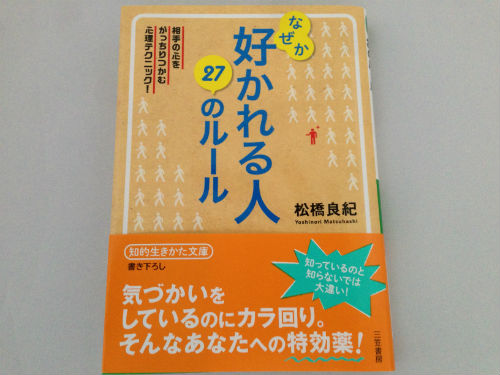 相手の心を
がっちりつかむ
心理テクニック!
なぜか
好かれる人
27のルール
松橋良紀
Yoshinori Matsuhashi
知的生きかた文庫
書き下ろし
知っているのと
知らないでは
大違い!
気づかいを
しているのにカラ回り。
そんなあなたへの特効薬!
三笠書房